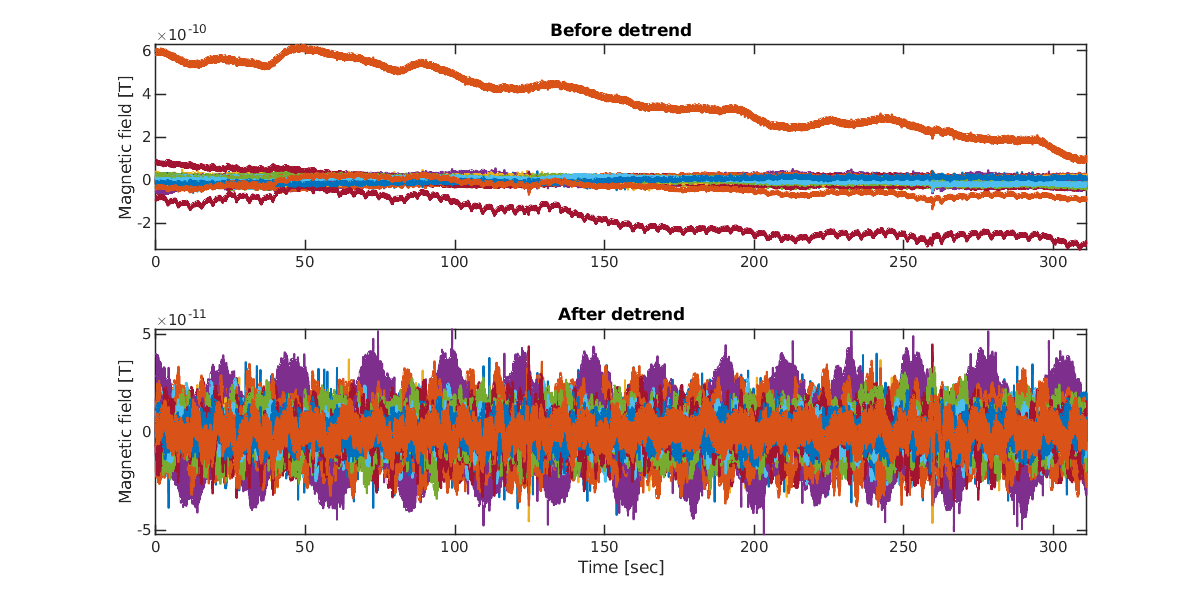 Before detrend
×10^-10
Magnetic field [T]
6
4
2
0
-2
0 50 100 150 200 250 300
After detrend
×10^-11
Magnetic field [T]
5
0
-5
0 50 100 150 200 250 300
Time [sec]